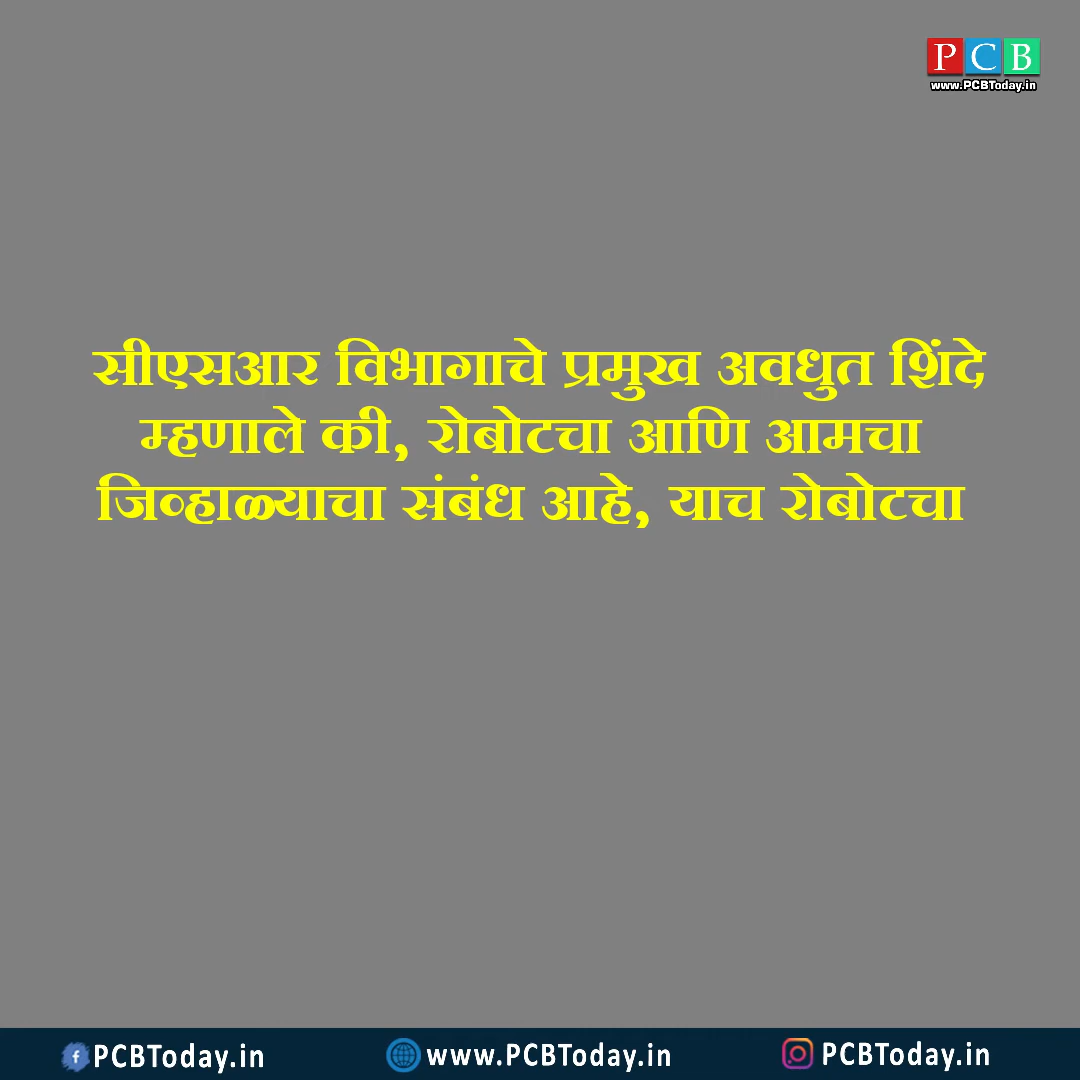 P C B
www.PCBToday.in
सीएसआर विभागाचे प्रमुख अवधुत शिंदे
म्हणाले की, रोबोटचा आणि आमचा
जिव्हाळ्याचा संबंध आहे, याच रोबोटचा
PCBToday.in www.PCBToday.in PCBToday.in